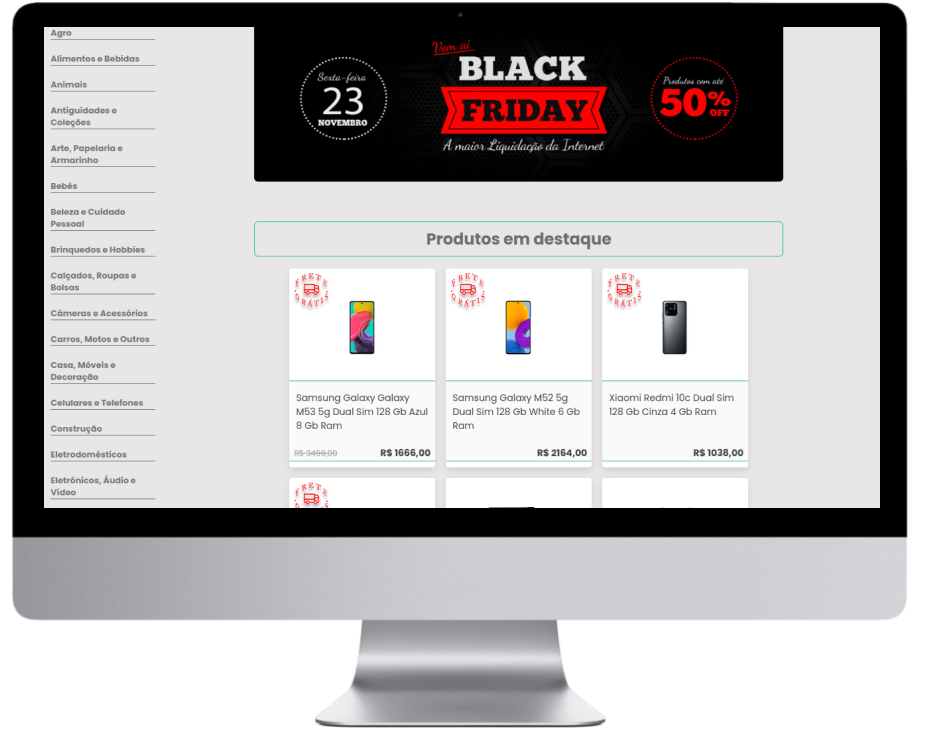 Agro
Alimentos e Bebidas
Animais
Antiguidades e
Coleções
Arte, Papelaria e
Armarinho
Bebês
Beleza e Cuidado
Pessoal
Brinquedos e Hobbies
Calçados, Roupas e
Bolsas
Câmeras e Acessórios
Carros, Motos e Outros
Casa, Móveis e
Decoração
Celulares e Telefones
Construção
Eletrodomésticos
Eletrônicos, Áudio e
Vídeo
Sexta-feira
23
NOVEMBRO
Vem aí
BLACK
FRIDAY
A maior Liquidação da Internet
Produtos com até
50%
OFF
Produtos em destaque
FRETE
GRÁTIS
Samsung Galaxy Galaxy
M53 5g Dual Sim 128 Gb Azul
8 Gb Ram
R$ 3499,00 R$ 1666,00
FRETE
GRÁTIS
Samsung Galaxy M52 5g
Dual Sim 128 Gb White 6 Gb
Ram
R$ 2164,00
FRETE
GRÁTIS
Xiaomi Redmi 10c Dual Sim
128 Gb Cinza 4 Gb Ram
R$ 1038,00
FRETE